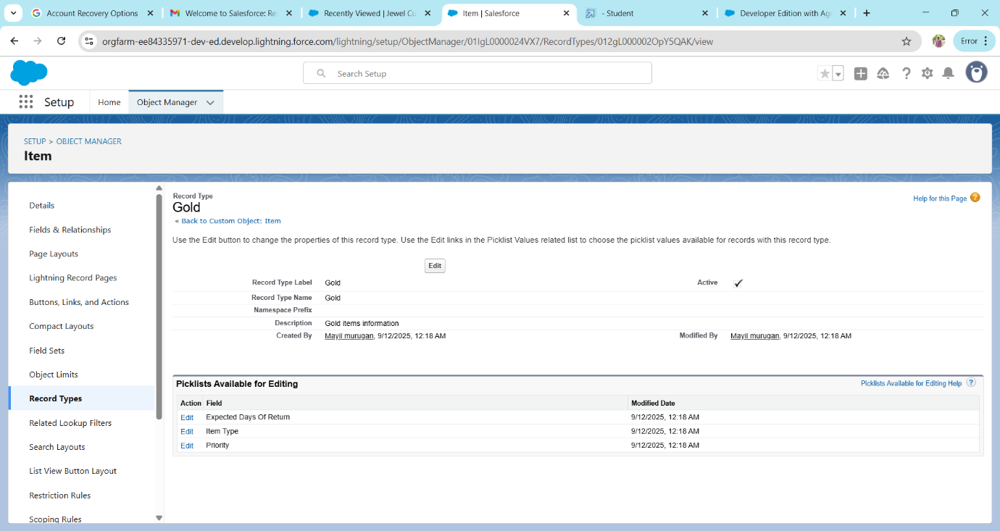 Account Recovery Options
Welcome to Salesforce: Re
Recently Viewed | Jewel Cu
Item | Salesforce
- Student
Developer Edition with Ag
orgfarm-ee84335971-dev-ed.develop.lightning.force.com/lightning/setup/ObjectManager/01IgL0000024VX7/RecordTypes/012gL000002OpY5QAK/view
Error
Search Setup
Setup
Home
Object Manager
SETUP > OBJECT MANAGER
Item
Details
Fields & Relationships
Page Layouts
Lightning Record Pages
Buttons, Links, and Actions
Compact Layouts
Field Sets
Object Limits
Record Types
Related Lookup Filters
Search Layouts
List View Button Layout
Restriction Rules
Scoping Rules
Record Type
Gold
Help for this Page
« Back to Custom Object: Item
Use the Edit button to change the properties of this record type. Use the Edit links in the Picklist Values related list to choose the picklist values available for records with this record type.
Edit
Record Type Label Gold Active
Record Type Name Gold
Namespace Prefix
Description Gold items information
Created By Mayil murugan, 9/12/2025, 12:18 AM Modified By Mayil murugan, 9/12/2025, 12:18 AM
Picklists Available for Editing Picklists Available for Editing Help ?
Action Field Modified Date
Edit Expected Days Of Return 9/12/2025, 12:18 AM
Edit Item Type 9/12/2025, 12:18 AM
Edit Priority 9/12/2025, 12:18 AM